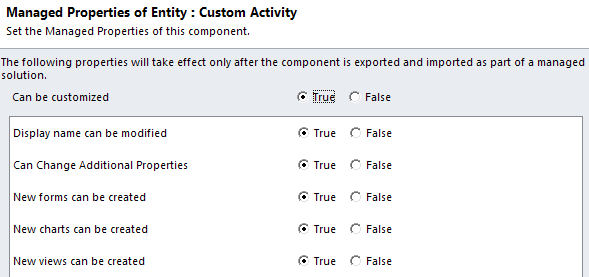 Managed Properties of Entity : Custom Activity
Set the Managed Properties of this component.
The following properties will take effect only after the component is exported and imported as part of a managed
solution.
Can be customized True False
Display name can be modified True False
Can Change Additional Properties True False
New forms can be created True False
New charts can be created True False
New views can be created True False